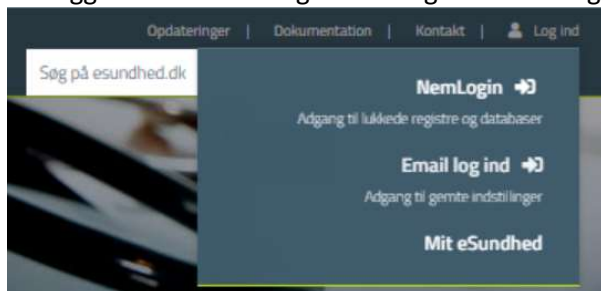 Opdateringer | Dokumentation | Kontakt | Log ind
Søg på esundhed.dk
NemLogin
Adgang til lukkede registre og databaser
Email log ind
Adgang til gemte indstillinger
Mit eSundhed